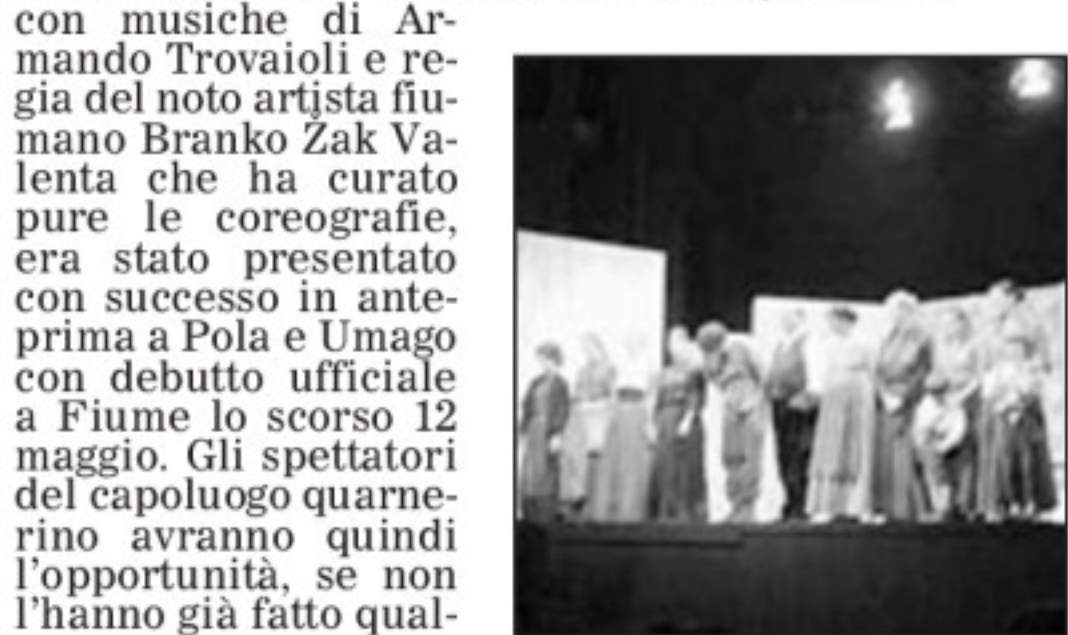 con musiche di Ar-
mando Trovaioli e re-
gia del noto artista fiu-
mano Branko Žak Va-
lenta che ha curato
pure le coreografie,
era stato presentato
con successo in ante-
prima a Pola e Umago
con debutto ufficiale
a Fiume lo scorso 12
maggio. Gli spettatori
del capoluogo quarne-
rino avranno quindi
l'opportunità, se non
l'hanno già fatto qual-